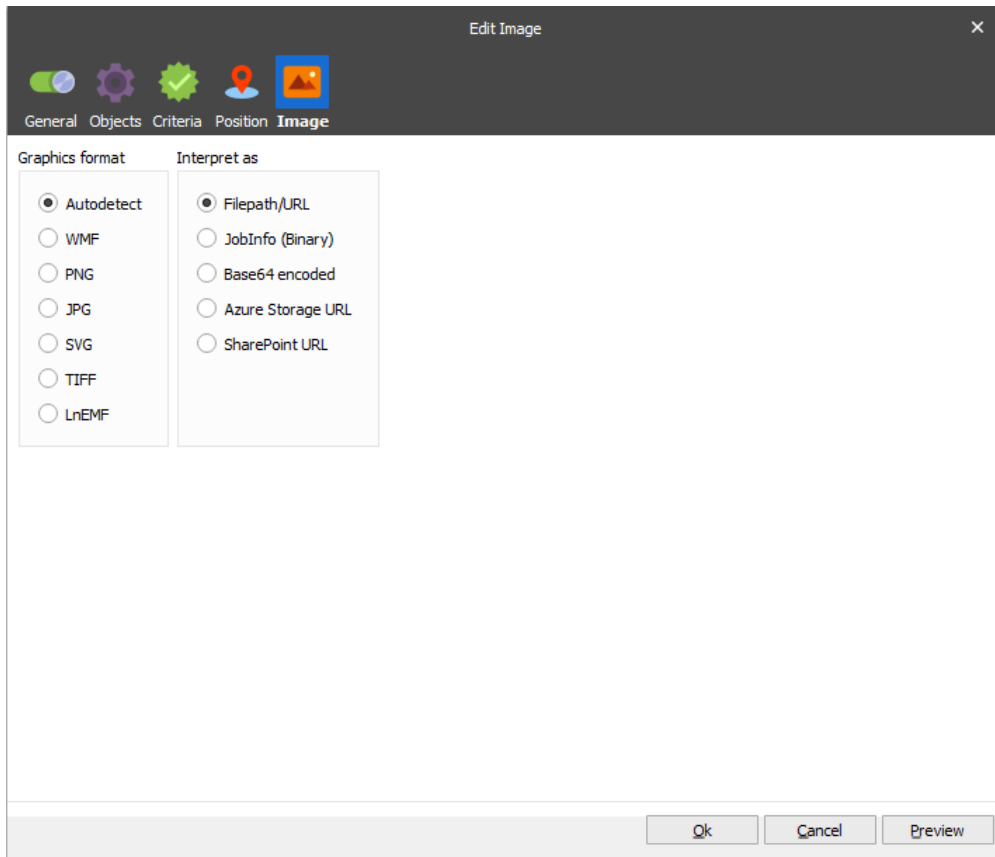 Edit Image
General Objects Criteria Position Image
Graphics format
Autodetect
WMF
PNG
JPG
SVG
TIFF
LnEMF
Interpret as
Filepath/URL
JobInfo (Binary)
Base64 encoded
Azure Storage URL
SharePoint URL
Ok Cancel Preview